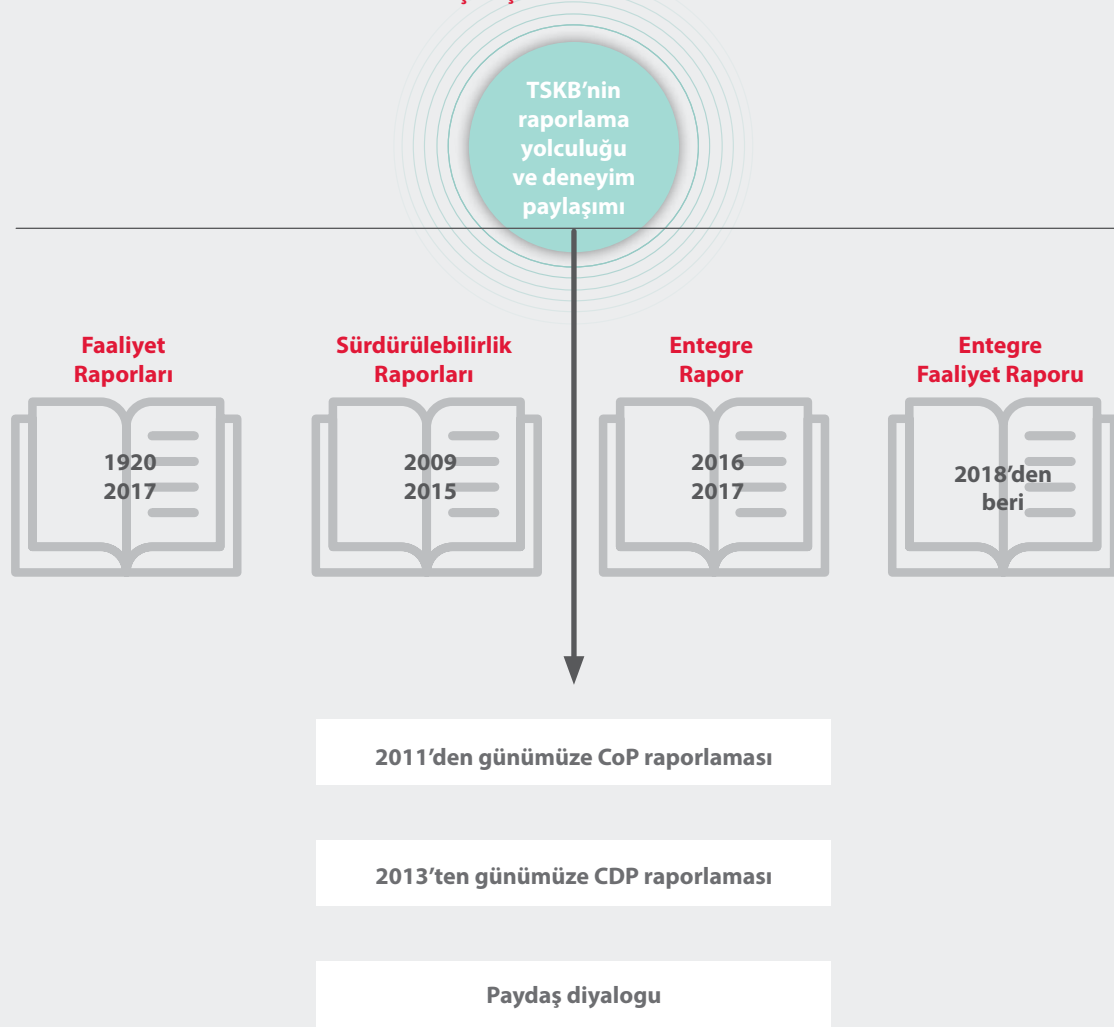 TSKB’nin
raporlama
yolculuğu
ve deneyim
paylaşımı
Faaliyet
Raporları
1920
2017
Sürdürülebilirlik
Raporları
2009
2015
Entegre
Rapor
2016
2017
Entegre
Faaliyet Raporu
2018’den
beri
2011’den günümüze CoP raporlaması
2013’ten günümüze CDP raporlaması
Paydaş diyalogu